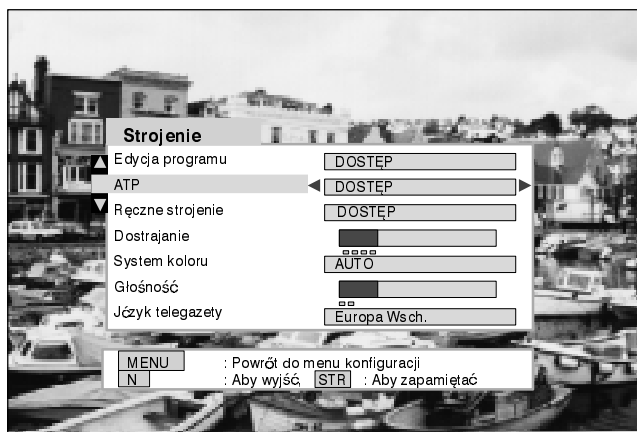 Strojenie
Edycja programu DOSTĘP
ATP DOSTĘP
Ręczne strojenie DOSTĘP
Dostrajanie
System koloru AUTO
Głośność
Józyk telegazety Europa Wsch.
MENU : Powrót do menu konfiguracji
N : Aby wyjść, STR : Aby zapamiętać